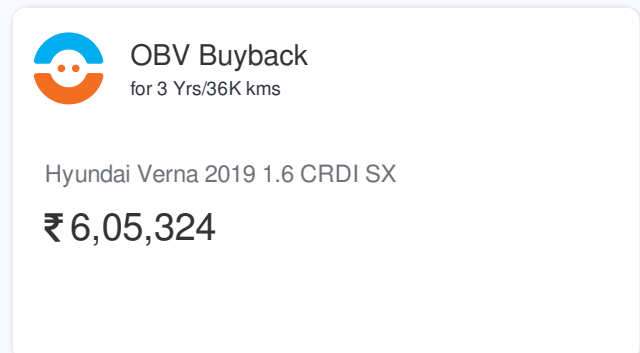 OBV Buyback
for 3 Yrs/36K kms
Hyundai Verna 2019 1.6 CRDI SX
₹ 6,05,324